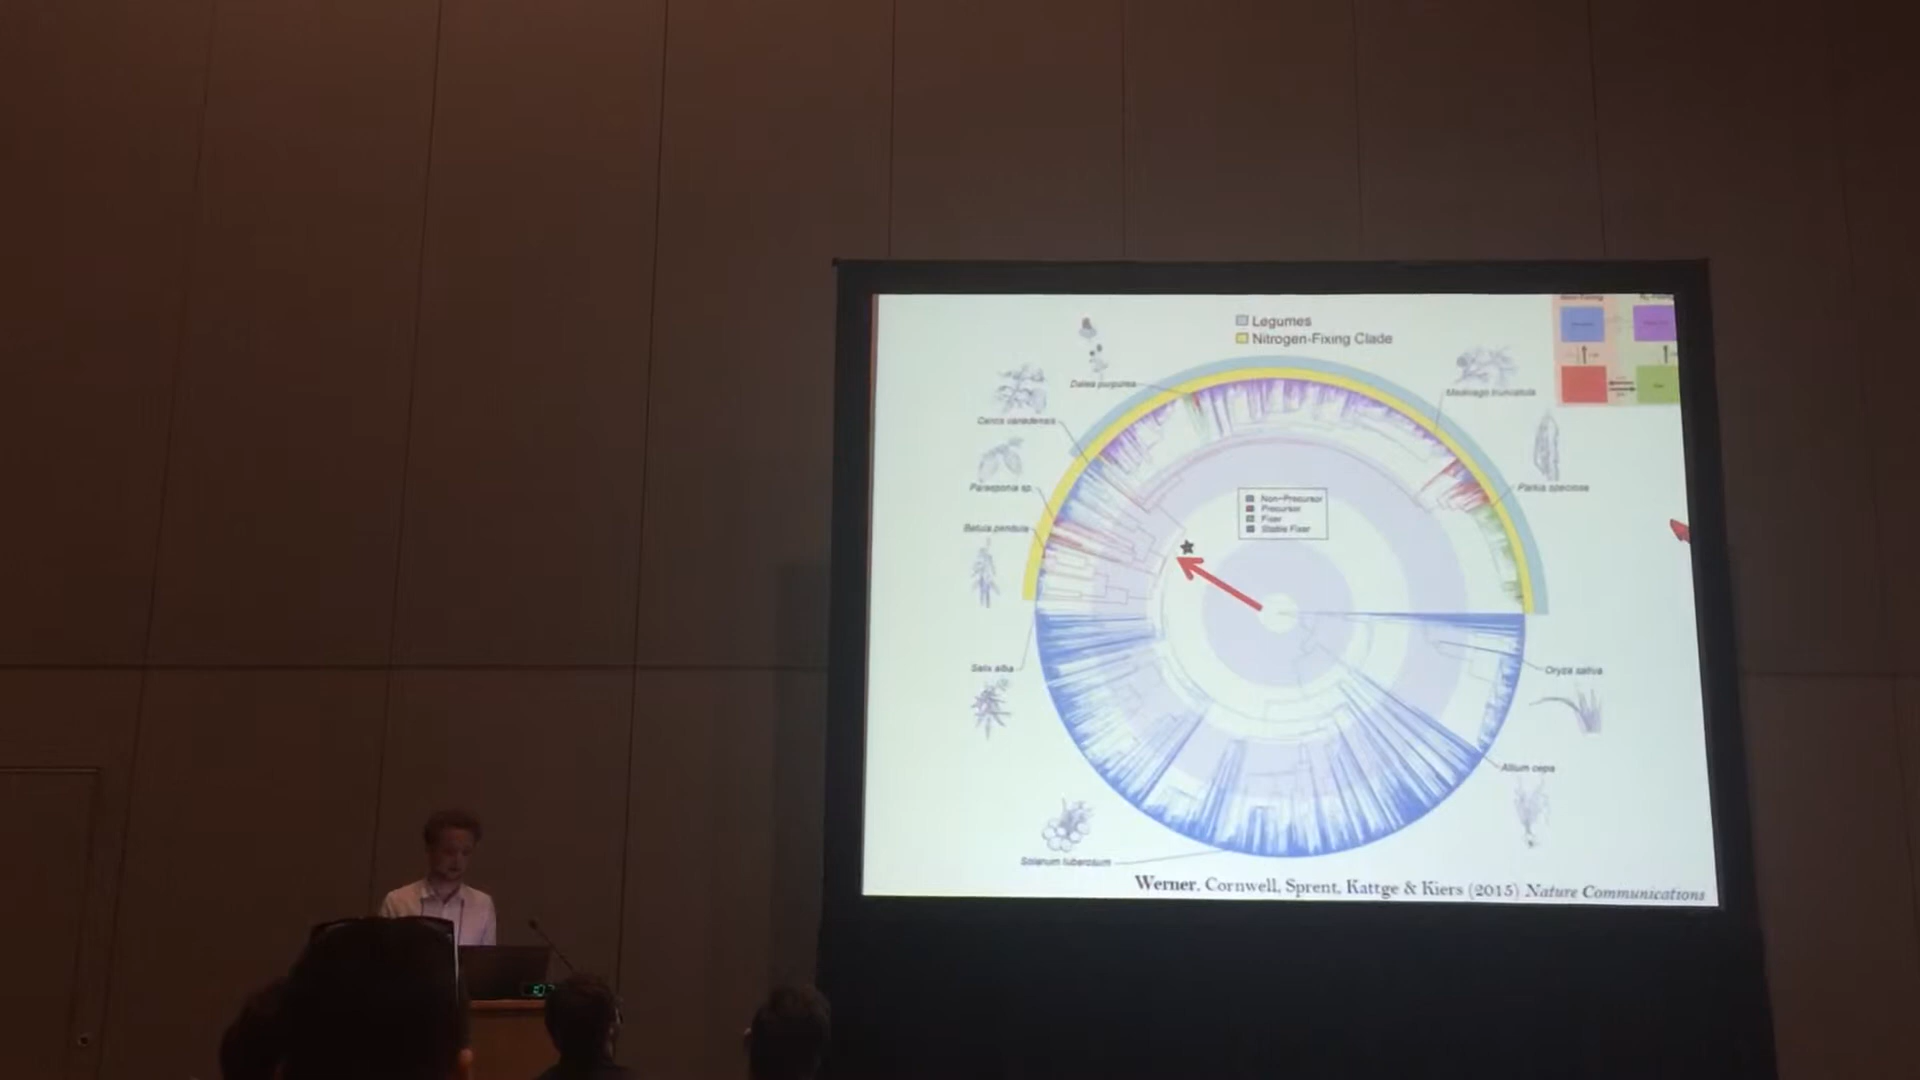 Legumes
Nitrogen-Fixing Clade
Dalea purpurea
Medicago truncatula
Cercis canadensis
Parasponia sp.
Parkia speciosa
Non-Precursor
Precursor
Fixer
Stable Fixer
Betula pendula
Salix alba
Oryza sativa
Allium cepa
Solanum tuberosum
Werner, Cornwell, Sprent, Kattge & Kiers (2015) Nature Communications